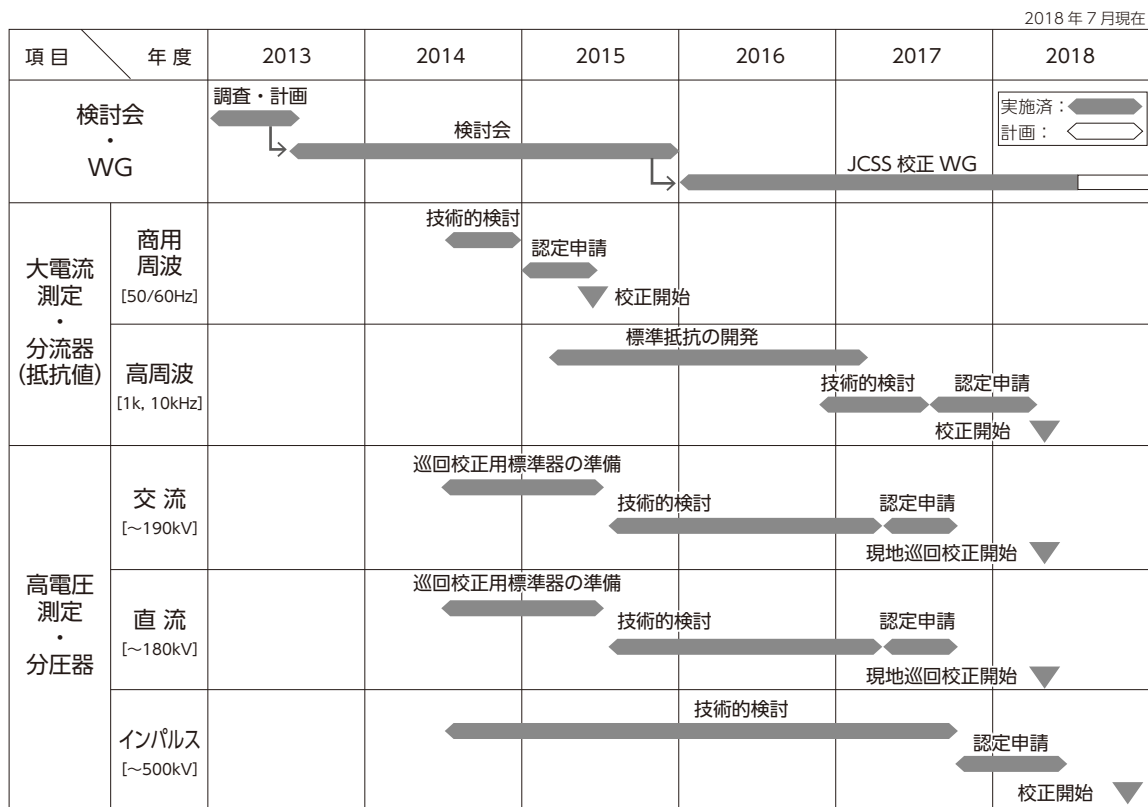 2018年7月現在
項目 年度 2013 2014 2015 2016 2017 2018
検討会
・
WG
調査・計画
検討会
JCSS 校正 WG
実施済：
計画：
大電流
測定
・
分流器
(抵抗値)
商用
周波
[50/60Hz]
技術的検討
認定申請
校正開始
高周波
[1k, 10kHz]
標準抵抗の開発
技術的検討
認定申請
校正開始
高電圧
測定
・
分圧器
交流
[～190kV]
巡回校正用標準器の準備
技術的検討
認定申請
現地巡回校正開始
直流
[～180kV]
巡回校正用標準器の準備
技術的検討
認定申請
現地巡回校正開始
インパルス
[～500kV]
技術的検討
認定申請
校正開始